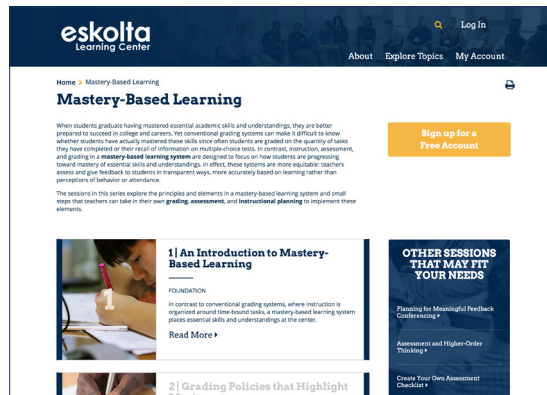 eskolta
Learning Center
Log In
About Explore Topics My Account
Home > Mastery-Based Learning
Mastery-Based Learning
When students graduate having mastered essential academic skills and understandings, they are better
prepared to succeed in college and careers. Yet conventional grading systems can make it difficult to know
whether students have actually mastered these skills since often students are graded on the quantity of tasks
they have completed or their recall of information on multiple-choice tests. In contrast, instruction, assessment,
and grading in a mastery-based learning system are designed to focus on how students are progressing
toward mastery of essential skills and understandings. In effect, these systems are more equitable: teachers
assess and give feedback to students in transparent ways, more accurately based on learning rather than
perceptions of behavior or attendance.
The sessions in this series explore the principles and elements in a mastery-based learning system and small
steps that teachers can take in their own grading, assessment, and instructional planning to implement these
elements.
Sign up for a
Free Account
1
1 | An Introduction to Mastery-
Based Learning
FOUNDATION
In contrast to conventional grading systems, where instruction is
organized around time-bound tasks, a mastery-based learning system
places essential skills and understandings at the center.
Read More
2 | Grading Policies that Highlight
OTHER SESSIONS
THAT MAY FIT
YOUR NEEDS
Planning for Meaningful Feedback
Conferencing
Assessment and Higher-Order
Thinking
Create Your Own Assessment
Checklist